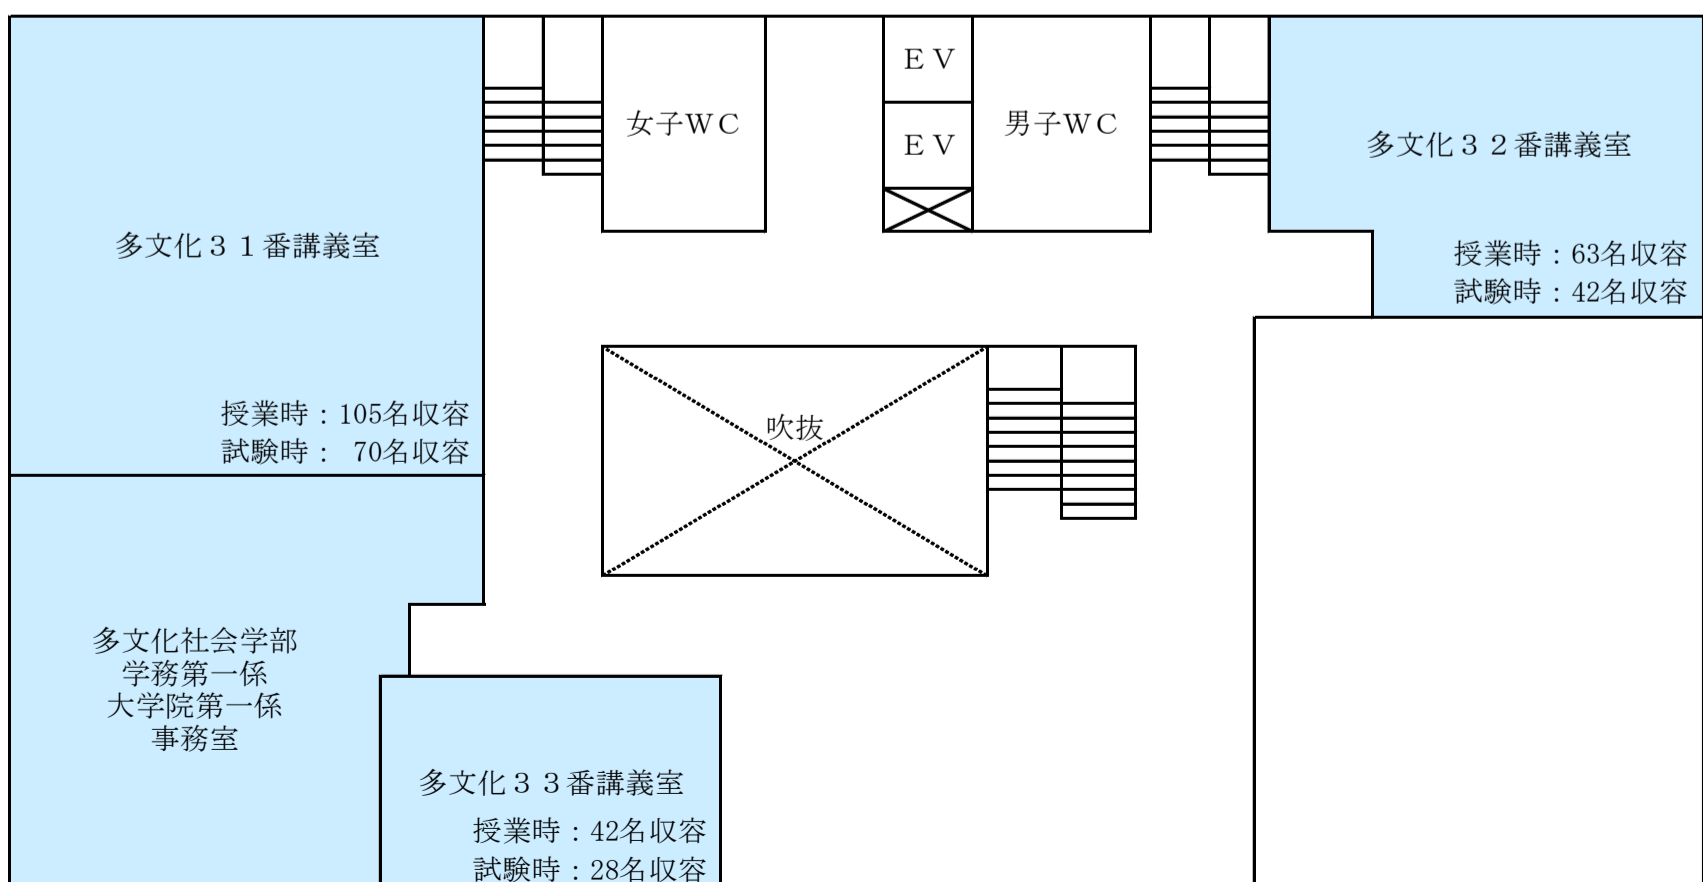 女子ＷＣ
ＥＶ
ＥＶ
男子ＷＣ
多文化３２番講義室
授業時：63名収容
試験時：42名収容
多文化３１番講義室
授業時：105名収容
試験時： 70名収容
吹抜
多文化社会学部
学務第一係
大学院第一係
事務室
多文化３３番講義室
授業時：42名収容
試験時：28名収容